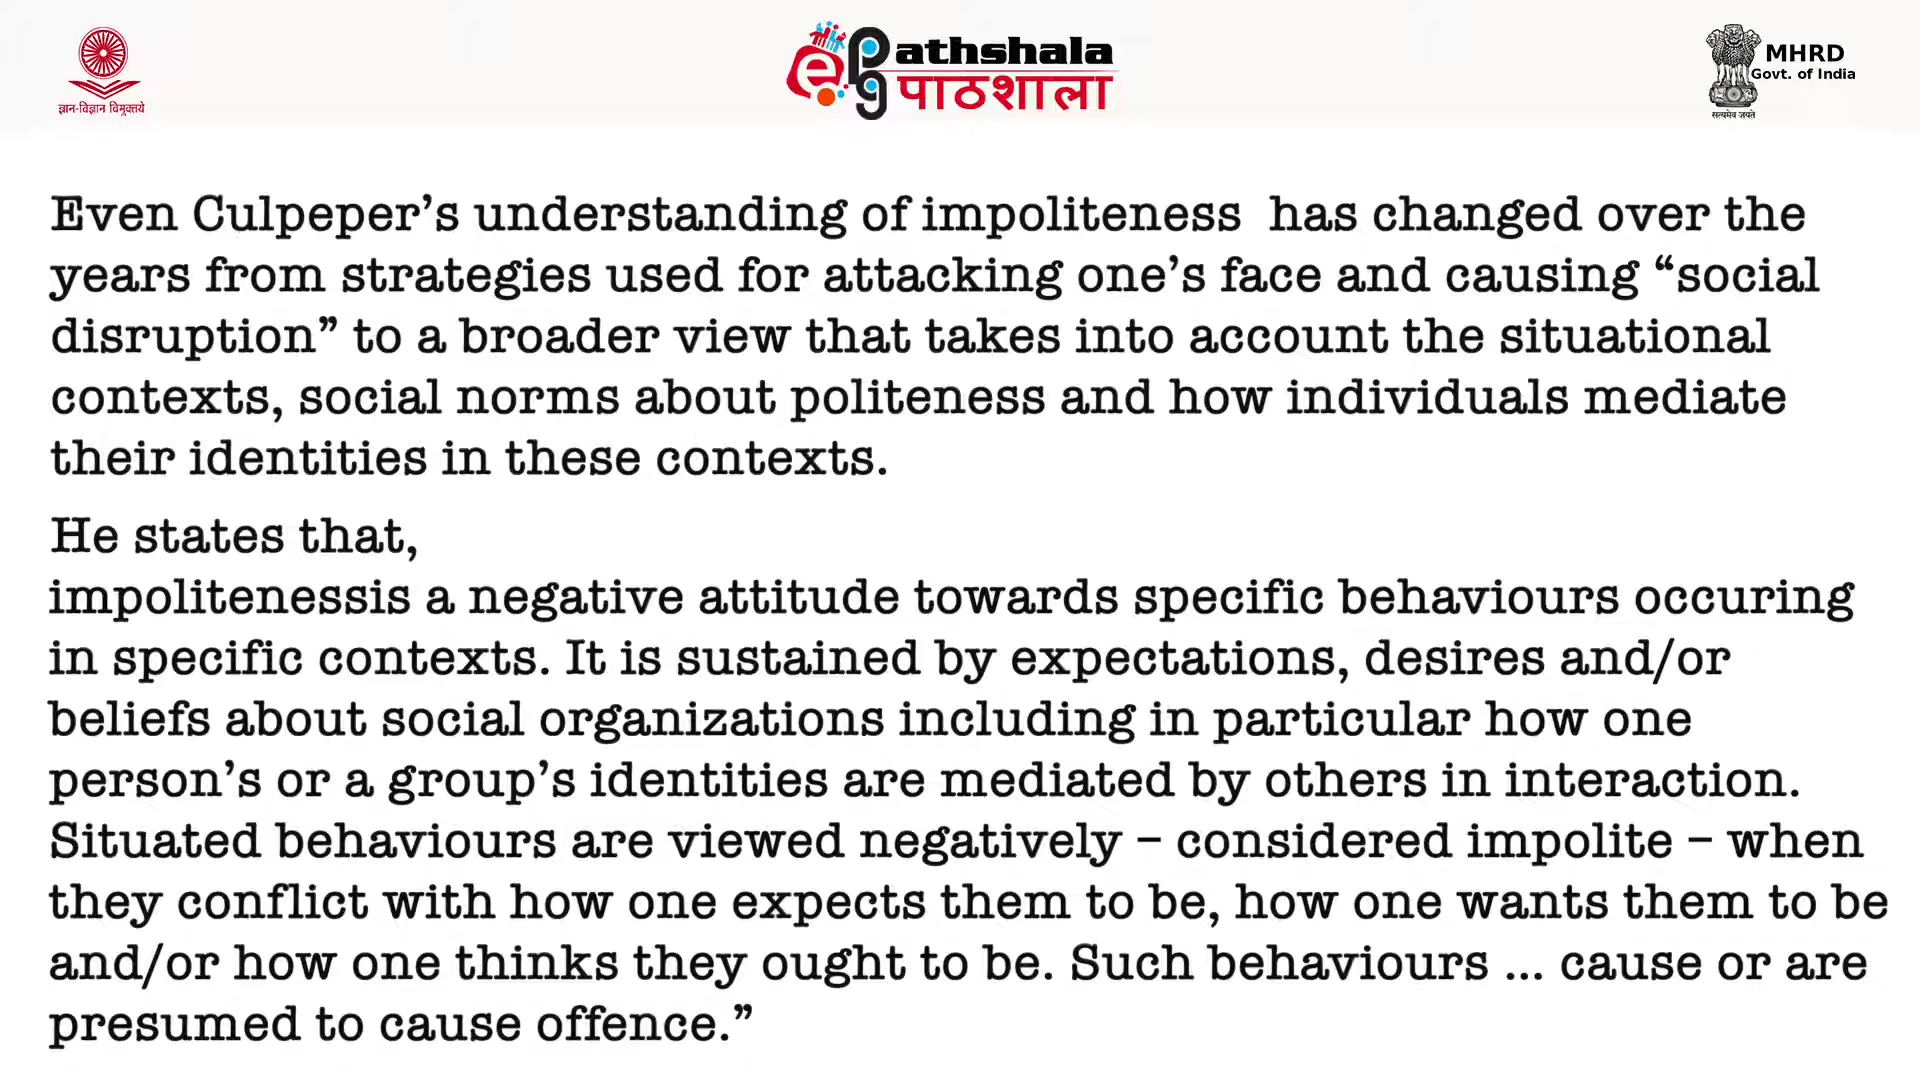 ज्ञान-विज्ञान विमुक्तये
e PG athshala
पाठशाला
MHRD
Govt. of India
सत्यमेव जयते
Even Culpeper’s understanding of impoliteness  has changed over the
years from strategies used for attacking one’s face and causing “social
disruption” to a broader view that takes into account the situational
contexts, social norms about politeness and how individuals mediate
their identities in these contexts.
He states that,
impolitenessis a negative attitude towards specific behaviours occuring
in specific contexts. It is sustained by expectations, desires and/or
beliefs about social organizations including in particular how one
person’s or a group’s identities are mediated by others in interaction.
Situated behaviours are viewed negatively – considered impolite – when
they conflict with how one expects them to be, how one wants them to be
and/or how one thinks they ought to be. Such behaviours ... cause or are
presumed to cause offence.”